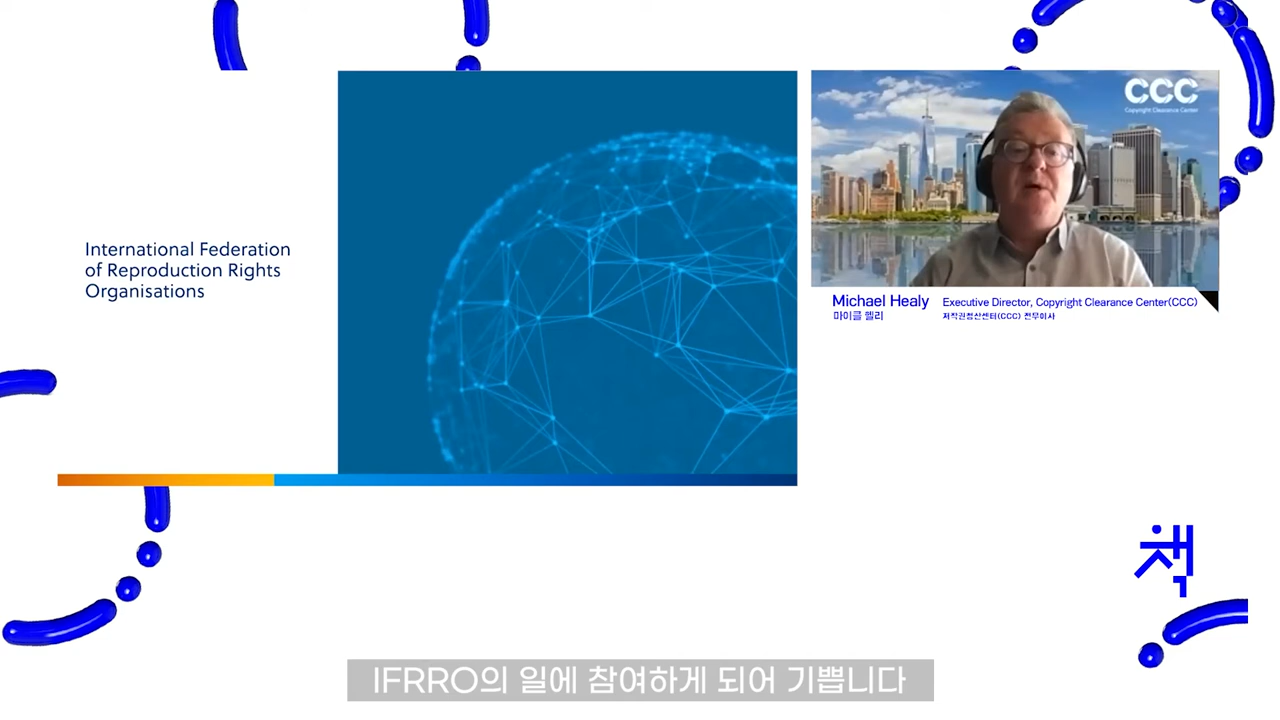 International Federation
of Reproduction Rights
Organisations
CCC
Copyright Clearance Center
Michael Healy Executive Director, Copyright Clearance Center(CCC)
마이클 힐리 저작권정산센터(CCC) 전무이사
책
IFRRO의 일에 참여하게 되어 기쁩니다